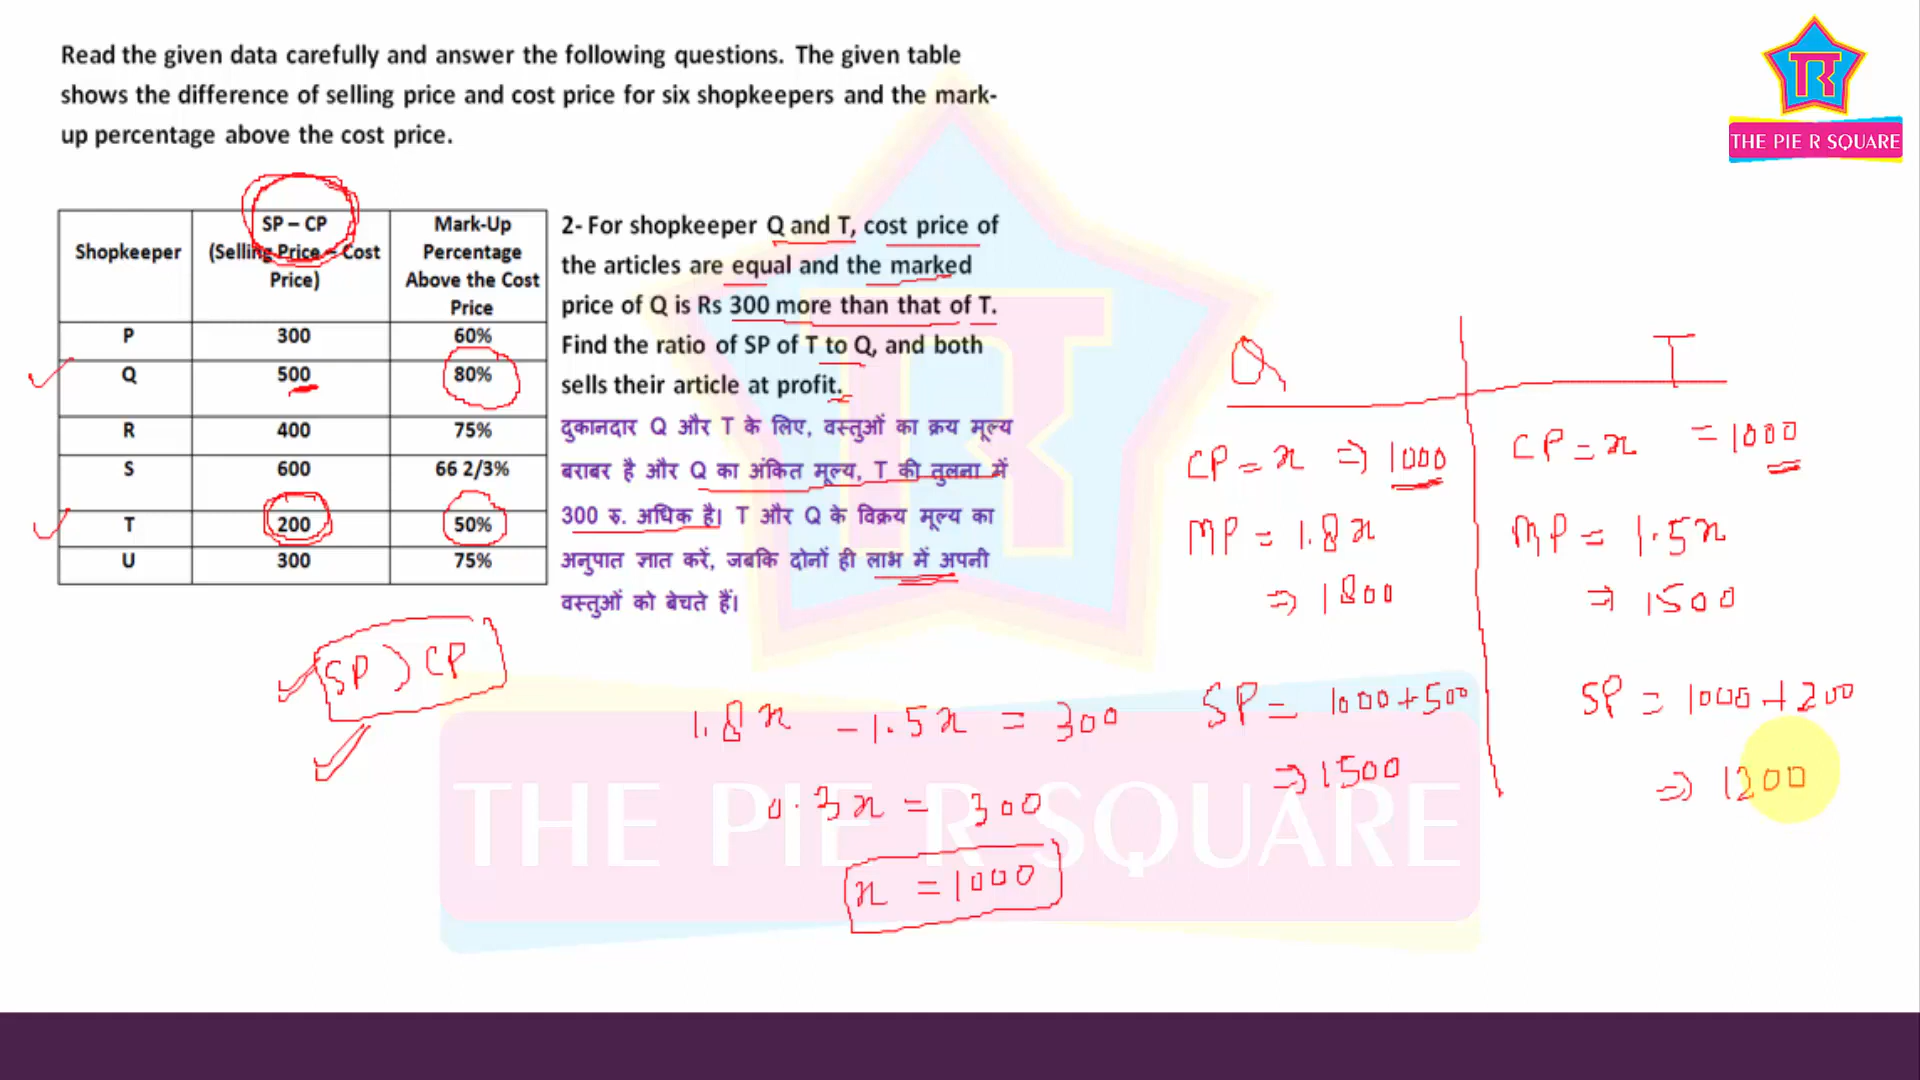 Read the given data carefully and answer the following questions. The given table
shows the difference of selling price and cost price for six shopkeepers and the mark-
up percentage above the cost price.
THE PIE R SQUARE
Shopkeeper
SP – CP
(Selling Price – Cost
Price)
Mark-Up
Percentage
Above the Cost
Price
P 300 60%
Q 500 80%
R 400 75%
S 600 66 2/3%
T 200 50%
U 300 75%
2- For shopkeeper Q and T, cost price of
the articles are equal and the marked
price of Q is Rs 300 more than that of T.
Find the ratio of SP of T to Q, and both
sells their article at profit.
दुकानदार Q और T के लिए, वस्तुओं का क्रय मूल्य
बराबर है और Q का अंकित मूल्य, T की तुलना में
300 रु. अधिक है। T और Q के विक्रय मूल्य का
अनुपात ज्ञात करें, जबकि दोनों ही लाभ में अपनी
वस्तुओं को बेचते हैं।
SP > CP
1.8x - 1.5x = 300
0.3x = 300
x = 1000
Q
CP = x ⇒ 1000
MP = 1.8x
⇒ 1800
SP = 1000+500
⇒ 1500
T
CP = x = 1000
MP = 1.5x
⇒ 1500
SP = 1000+200
⇒ 1200
THE PIE R SQUARE